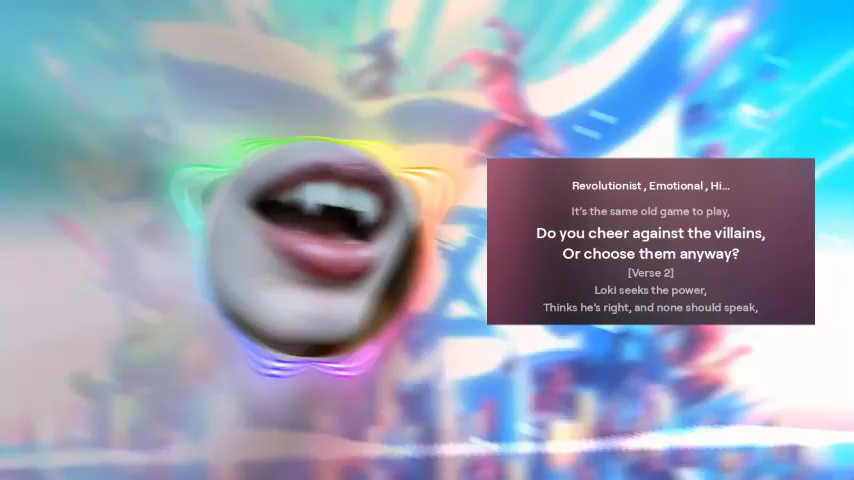 Revolutionist , Emotional , Hi...
It's the same old game to play,
Do you cheer against the villains,
Or choose them anyway?
[Verse 2]
Loki seeks the power,
Thinks he's right, and none should speak,